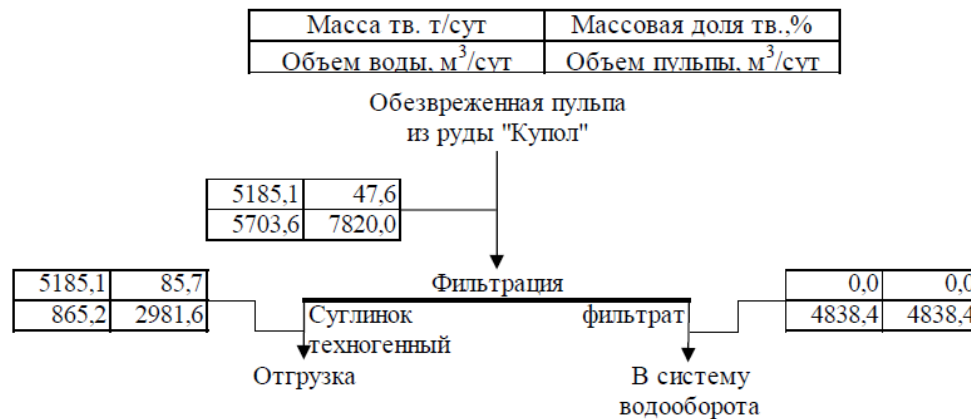 Масса тв. т/сут Массовая доля тв.,%
Объем воды, м³/сут Объем пульпы, м³/сут
Обезвреженная пульпа
из руды "Купол"
5185,1 47,6
5703,6 7820,0
5185,1 85,7
865,2 2981,6
Фильтрация
0,0 0,0
4838,4 4838,4
Суглинок
техногенный
фильтрат
Отгрузка
В систему
водооборота